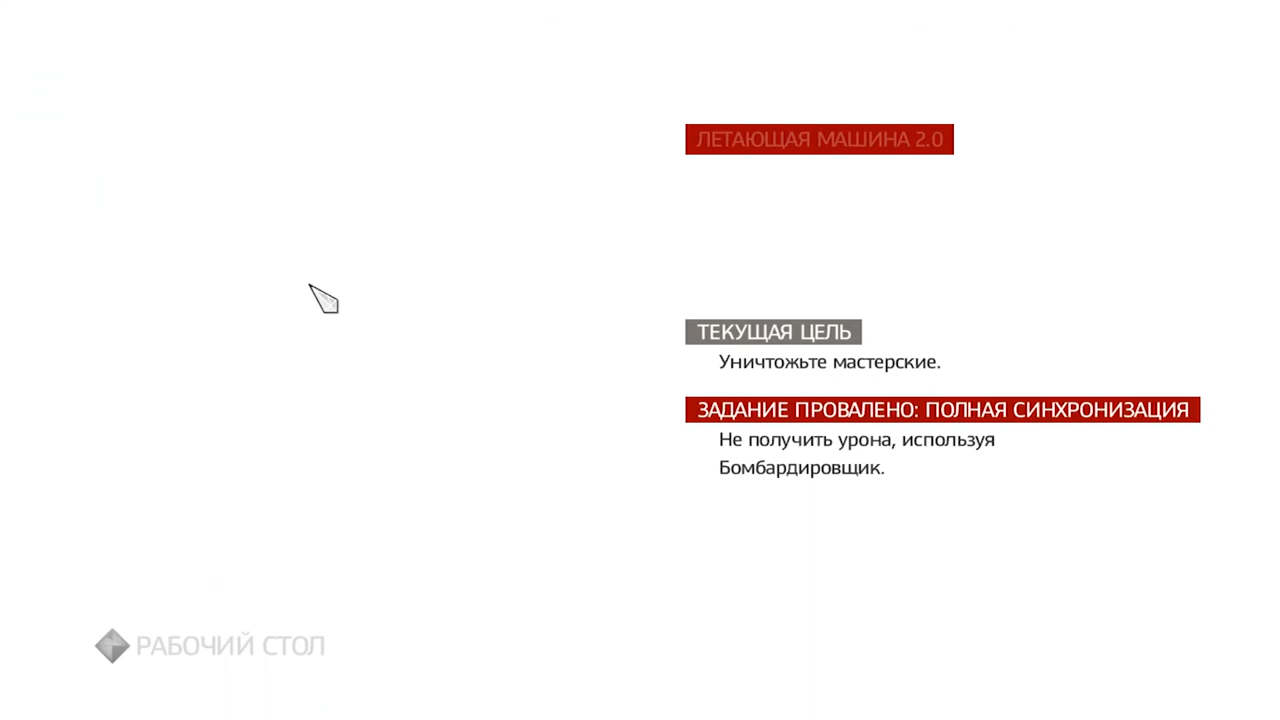 ЛЕТАЮЩАЯ МАШИНА 2.0
ТЕКУЩАЯ ЦЕЛЬ
Уничтожьте мастерские.
ЗАДАНИЕ ПРОВАЛЕНО: ПОЛНАЯ СИНХРОНИЗАЦИЯ
Не получить урона, используя
Бомбардировщик.
РАБОЧИЙ СТОЛ